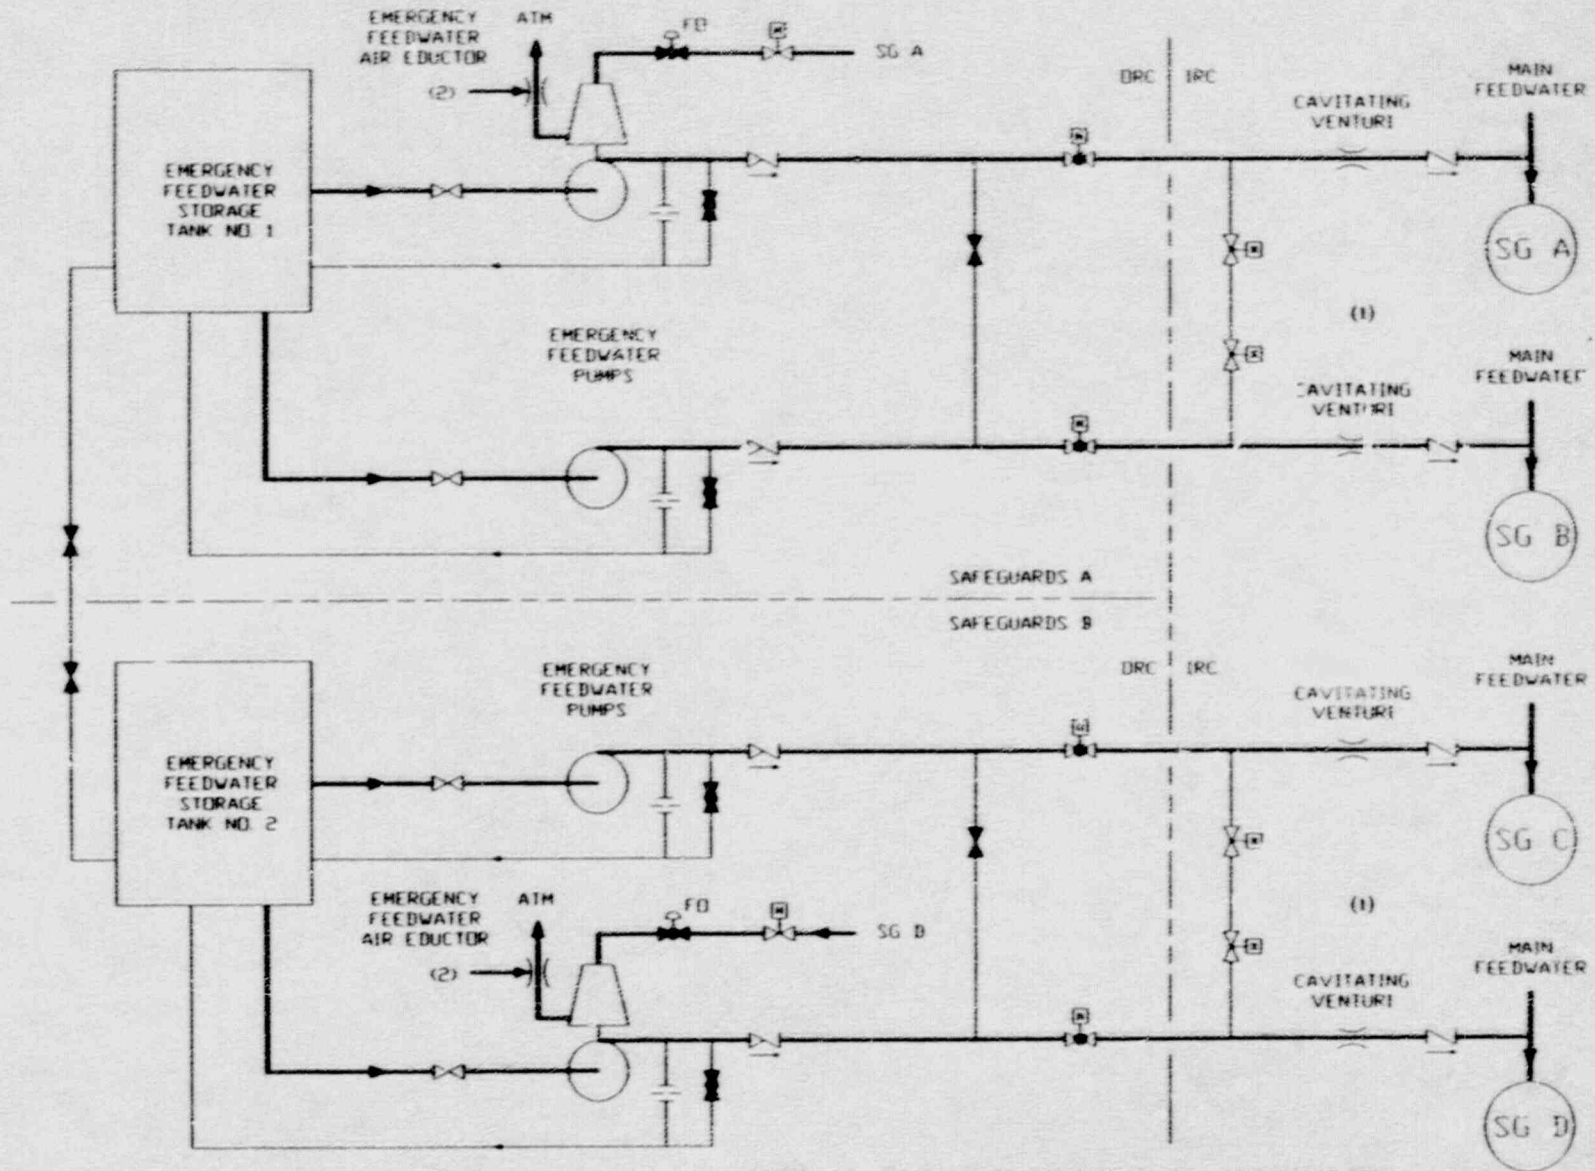 EMERGENCY
FEEDWATER
AIR EDUCTOR
ATM
(2)
FO
M
SG A
ORC
IRC
CAVITATING
VENTURI
MAIN
FEEDWATER
M
EMERGENCY
FEEDWATER
STORAGE
TANK NO. 1
SG A
M
(1)
EMERGENCY
FEEDWATER
PUMPS
M
MAIN
FEEDWATER
CAVITATING
VENTURI
M
SG B
SAFEGUARDS A
SAFEGUARDS B
EMERGENCY
FEEDWATER
PUMPS
ORC
IRC
CAVITATING
VENTURI
MAIN
FEEDWATER
M
EMERGENCY
FEEDWATER
STORAGE
TANK NO. 2
SG C
M
EMERGENCY
FEEDWATER
AIR EDUCTOR
ATM
(2)
FO
M
SG D
(1)
M
MAIN
FEEDWATER
CAVITATING
VENTURI
M
SG D